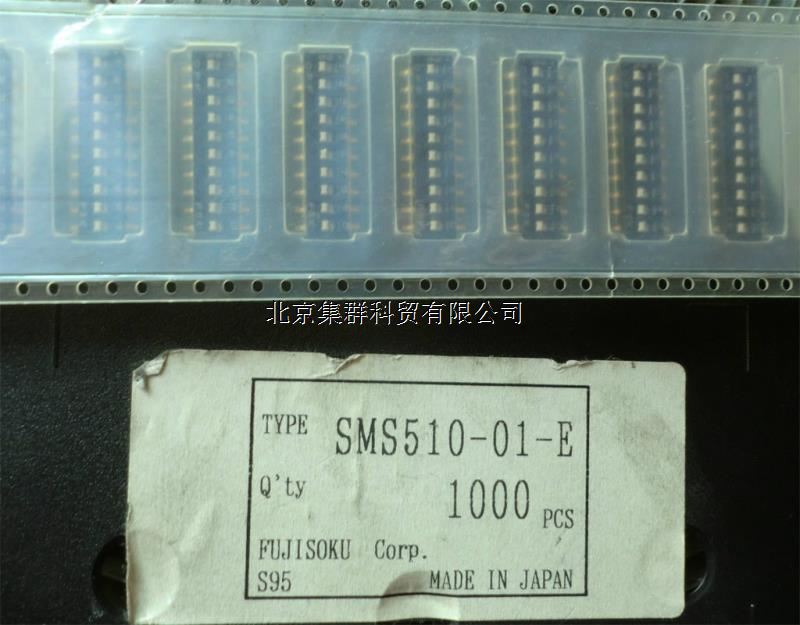 北京集群科贸有限公司
TYPE SMS510-01-E
Q'ty 1000 PCS
FUJISOKU Corp.
S95 MADE IN JAPAN